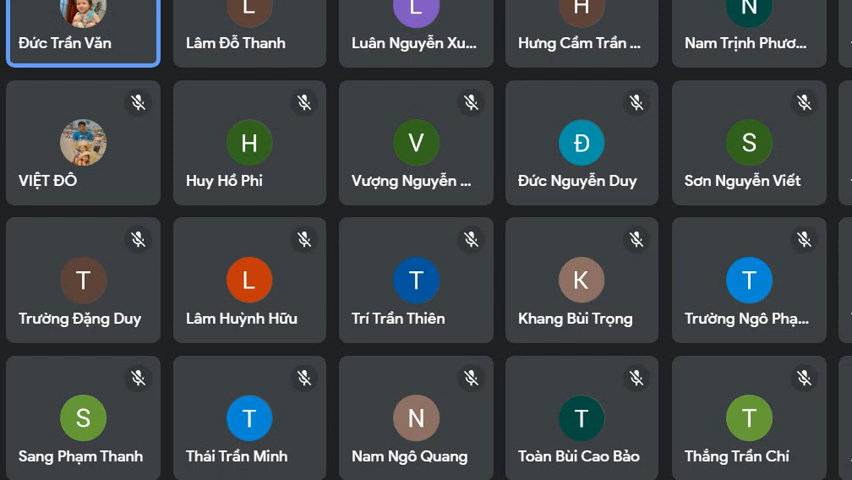 L
L
H
N
Đức Trần Văn
Lâm Đỗ Thanh
Luân Nguyễn Xu...
Hưng Cầm Trần ...
Nam Trịnh Phươ...
H
V
Đ
S
VIỆT ĐÔ
Huy Hồ Phi
Vượng Nguyễn ...
Đức Nguyễn Duy
Sơn Nguyễn Viết
T
L
T
K
T
Trường Đặng Duy
Lâm Huỳnh Hữu
Trí Trần Thiên
Khang Bùi Trọng
Trường Ngô Phạ...
S
T
N
T
T
Sang Phạm Thanh
Thái Trần Minh
Nam Ngô Quang
Toàn Bùi Cao Bảo
Thắng Trần Chí